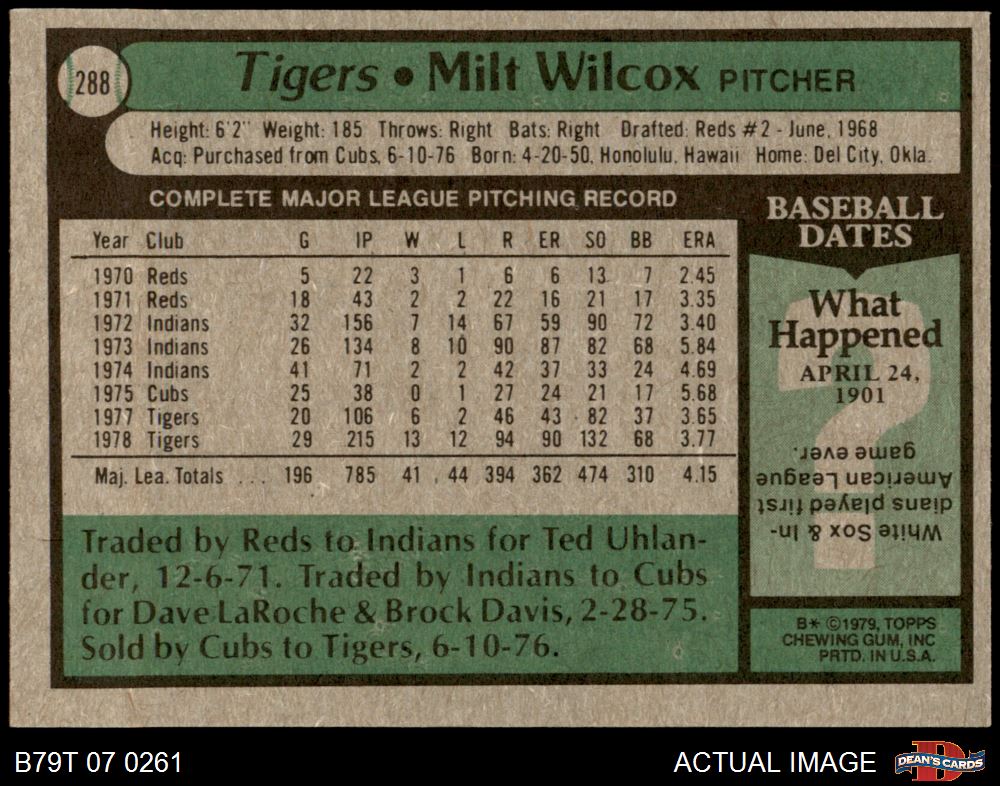 288
Tigers • Milt Wilcox PITCHER
Height: 6'2" Weight: 185 Throws: Right Bats: Right Drafted: Reds #2 - June, 1968
Acq: Purchased from Cubs, 6-10-76 Born: 4-20-50, Honolulu, Hawaii Home: Del City, Okla.
COMPLETE MAJOR LEAGUE PITCHING RECORD
Year Club G IP W L R ER SO BB ERA
1970 Reds 5 22 3 1 6 6 13 7 2.45
1971 Reds 18 43 2 2 22 16 21 17 3.35
1972 Indians 32 156 7 14 67 59 90 72 3.40
1973 Indians 26 134 8 10 90 87 82 68 5.84
1974 Indians 41 71 2 2 42 37 33 24 4.69
1975 Cubs 25 38 0 1 27 24 21 17 5.68
1977 Tigers 20 106 6 2 46 43 82 37 3.65
1978 Tigers 29 215 13 12 94 90 132 68 3.77
Maj. Lea. Totals ... 196 785 41 44 394 362 474 310 4.15
Traded by Reds to Indians for Ted Uhlan-
der, 12-6-71. Traded by Indians to Cubs
for Dave LaRoche & Brock Davis, 2-28-75.
Sold by Cubs to Tigers, 6-10-76.
BASEBALL
DATES
What
Happened
APRIL 24,
1901
White Sox & In-
dians played first
American League
game ever.
B* ©1979, TOPPS
CHEWING GUM, INC
PRTD. IN U.S.A.
B79T 07 0261
ACTUAL IMAGE
DEAN'S CARDS